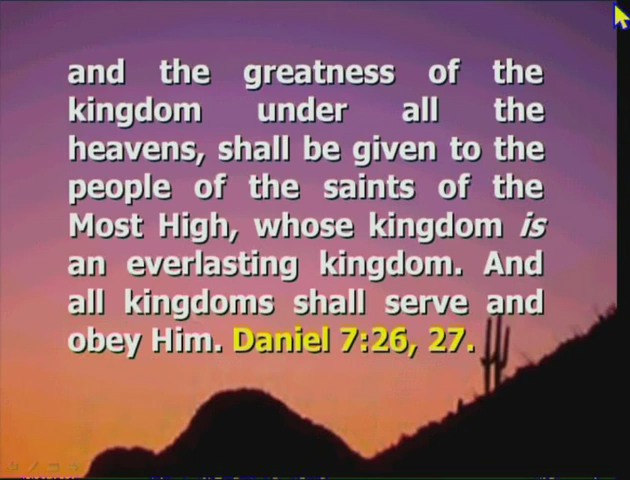 and the greatness of the
kingdom under all the
heavens, shall be given to the
people of the saints of the
Most High, whose kingdom is
an everlasting kingdom. And
all kingdoms shall serve and
obey Him. Daniel 7:26, 27.